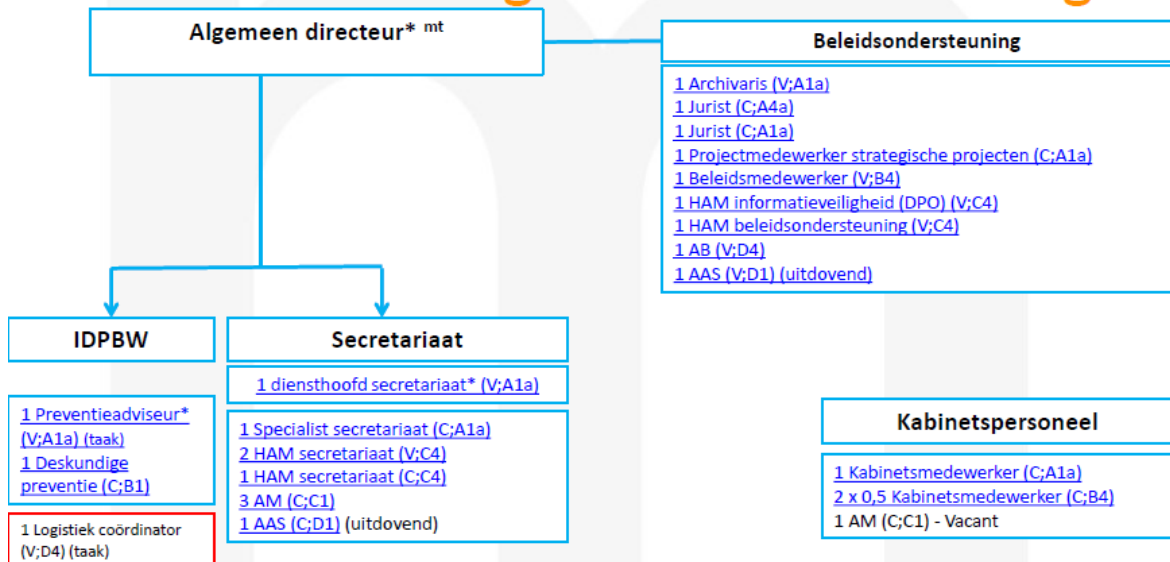 Algemeen directeur* mt
Beleidsondersteuning
1 Archivaris (V;A1a)
1 Jurist (C;A4a)
1 Jurist (C;A1a)
1 Projectmedewerker strategische projecten (C;A1a)
1 Beleidsmedewerker (V;B4)
1 HAM informatieveiligheid (DPO) (V;C4)
1 HAM beleidsondersteuning (V;C4)
1 AB (V;D4)
1 AAS (V;D1) (uitdovend)
IDPBW
1 Preventieadviseur*
(V;A1a) (taak)
1 Deskundige
preventie (C;B1)
1 Logistiek coördinator
(V;D4) (taak)
Secretariaat
1 diensthoofd secretariaat* (V;A1a)
1 Specialist secretariaat (C;A1a)
2 HAM secretariaat (V;C4)
1 HAM secretariaat (C;C4)
3 AM (C;C1)
1 AAS (C;D1) (uitdovend)
Kabinetspersoneel
1 Kabinetsmedewerker (C;A1a)
2 x 0,5 Kabinetsmedewerker (C;B4)
1 AM (C;C1) - Vacant